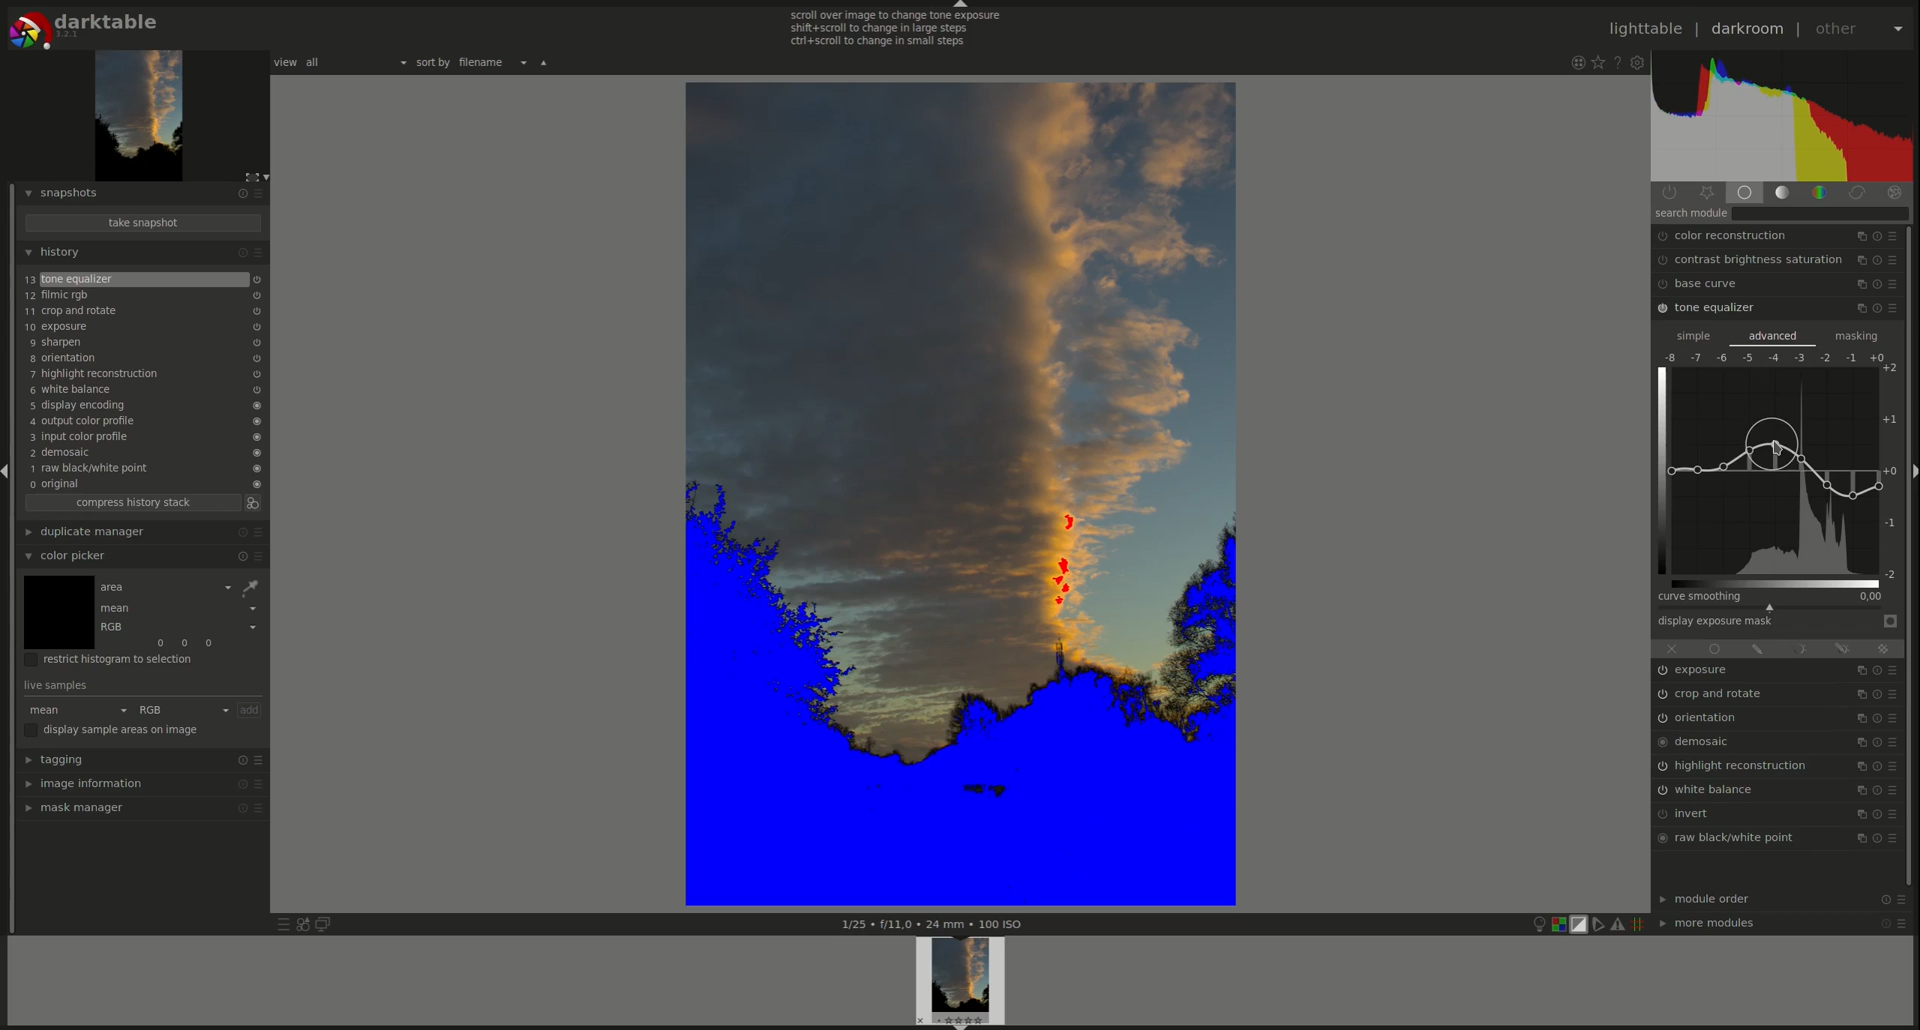 darktable
3.2.1
scroll over image to change tone exposure
shift+scroll to change in large steps
ctrl+scroll to change in small steps
lighttable | darkroom | other
view all
sort by filename
snapshots
take snapshot
history
13 tone equalizer
12 filmic rgb
11 crop and rotate
10 exposure
9 sharpen
8 orientation
7 highlight reconstruction
6 white balance
5 display encoding
4 output color profile
3 input color profile
2 demosaic
1 raw black/white point
0 original
compress history stack
duplicate manager
color picker
area
mean
RGB
0 0 0
restrict histogram to selection
live samples
mean RGB add
display sample areas on image
tagging
image information
mask manager
1/25 • f/11,0 • 24 mm • 100 ISO
search module
color reconstruction
contrast brightness saturation
base curve
tone equalizer
simple advanced masking
-8 -7 -6 -5 -4 -3 -2 -1 +0
+2
+1
+0
-1
-2
curve smoothing 0,00
display exposure mask
exposure
crop and rotate
orientation
demosaic
highlight reconstruction
white balance
invert
raw black/white point
module order
more modules